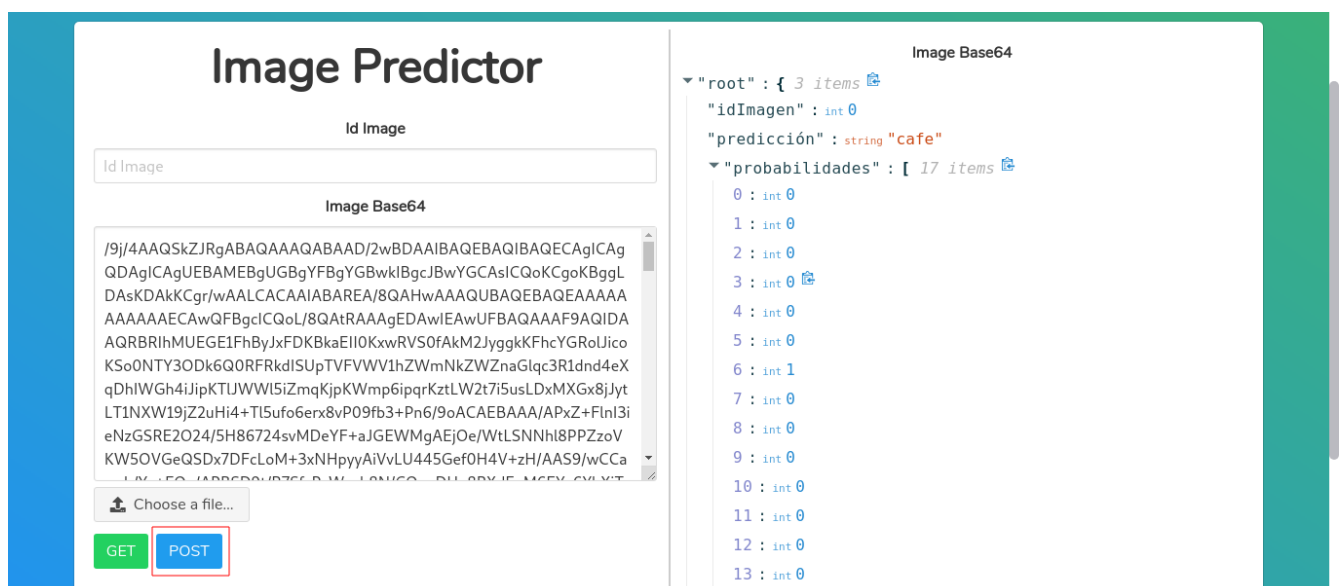 Image Predictor
Id Image
Id Image
Image Base64
/9j/4AAQSkZJRgABAQAAAQABAAD/2wBDAAIBAQEBAQIBAQECAgICAg
QDAgICAgUEBAMEBgUGBgYFBgYGBwkIBgcJBwYGCAsICQoKCgoKBggL
DAsKDAkKCgr/wAALCACAAIABAREA/8QAHwAAAQUBAQEBAQEAAAAA
AAAAAAECAwQFBgcICQoL/8QAtRAAAgEDAwIEAwUFBAQAAAF9AQIDA
AQRBRIhMUEGE1FhByJxFDKBkaEII0KxwRVS0fAkM2JyggkKFhcYGRolJico
KSo0NTY3ODk6Q0RFRkdISUpTVFVWV1hZWmNkZWZnaGlqc3R1dnd4eX
qDhIWGh4iJipKTlJWWl5iZmqKjpKWmp6ipqrKztLW2t7i5usLDxMXGx8jJyt
LT1NXW19jZ2uHi4+Tl5ufo6erx8vP09fb3+Pn6/9oACAEBAAA/APxZ+FlnI3i
eNzGSRE2O24/5H86724svMDeYF+aJGEWMgAEjOe/WtLSNNhl8PPZzoV
KW5OVGeQSDx7DFcLoM+3xNHpyyAiVvLU445Gef0H4V+zH/AAS9/wCCa
Choose a file...
GET
POST
Image Base64
"root" : { 3 items
"idImagen" : int 0
"predicción" : string "cafe"
"probabilidades" : [ 17 items
0 : int 0
1 : int 0
2 : int 0
3 : int 0
4 : int 0
5 : int 0
6 : int 1
7 : int 0
8 : int 0
9 : int 0
10 : int 0
11 : int 0
12 : int 0
13 : int 0